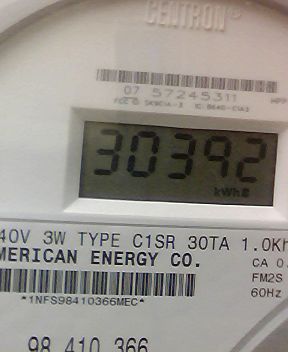 CENTRON®
07 57245311
30392
kWh
40V 3W TYPE C1SR 30TA 1.0Kh
MERICAN ENERGY CO.
CA 0.
FM2S
60Hz
*1NFS98410366MEC*
98 410 366